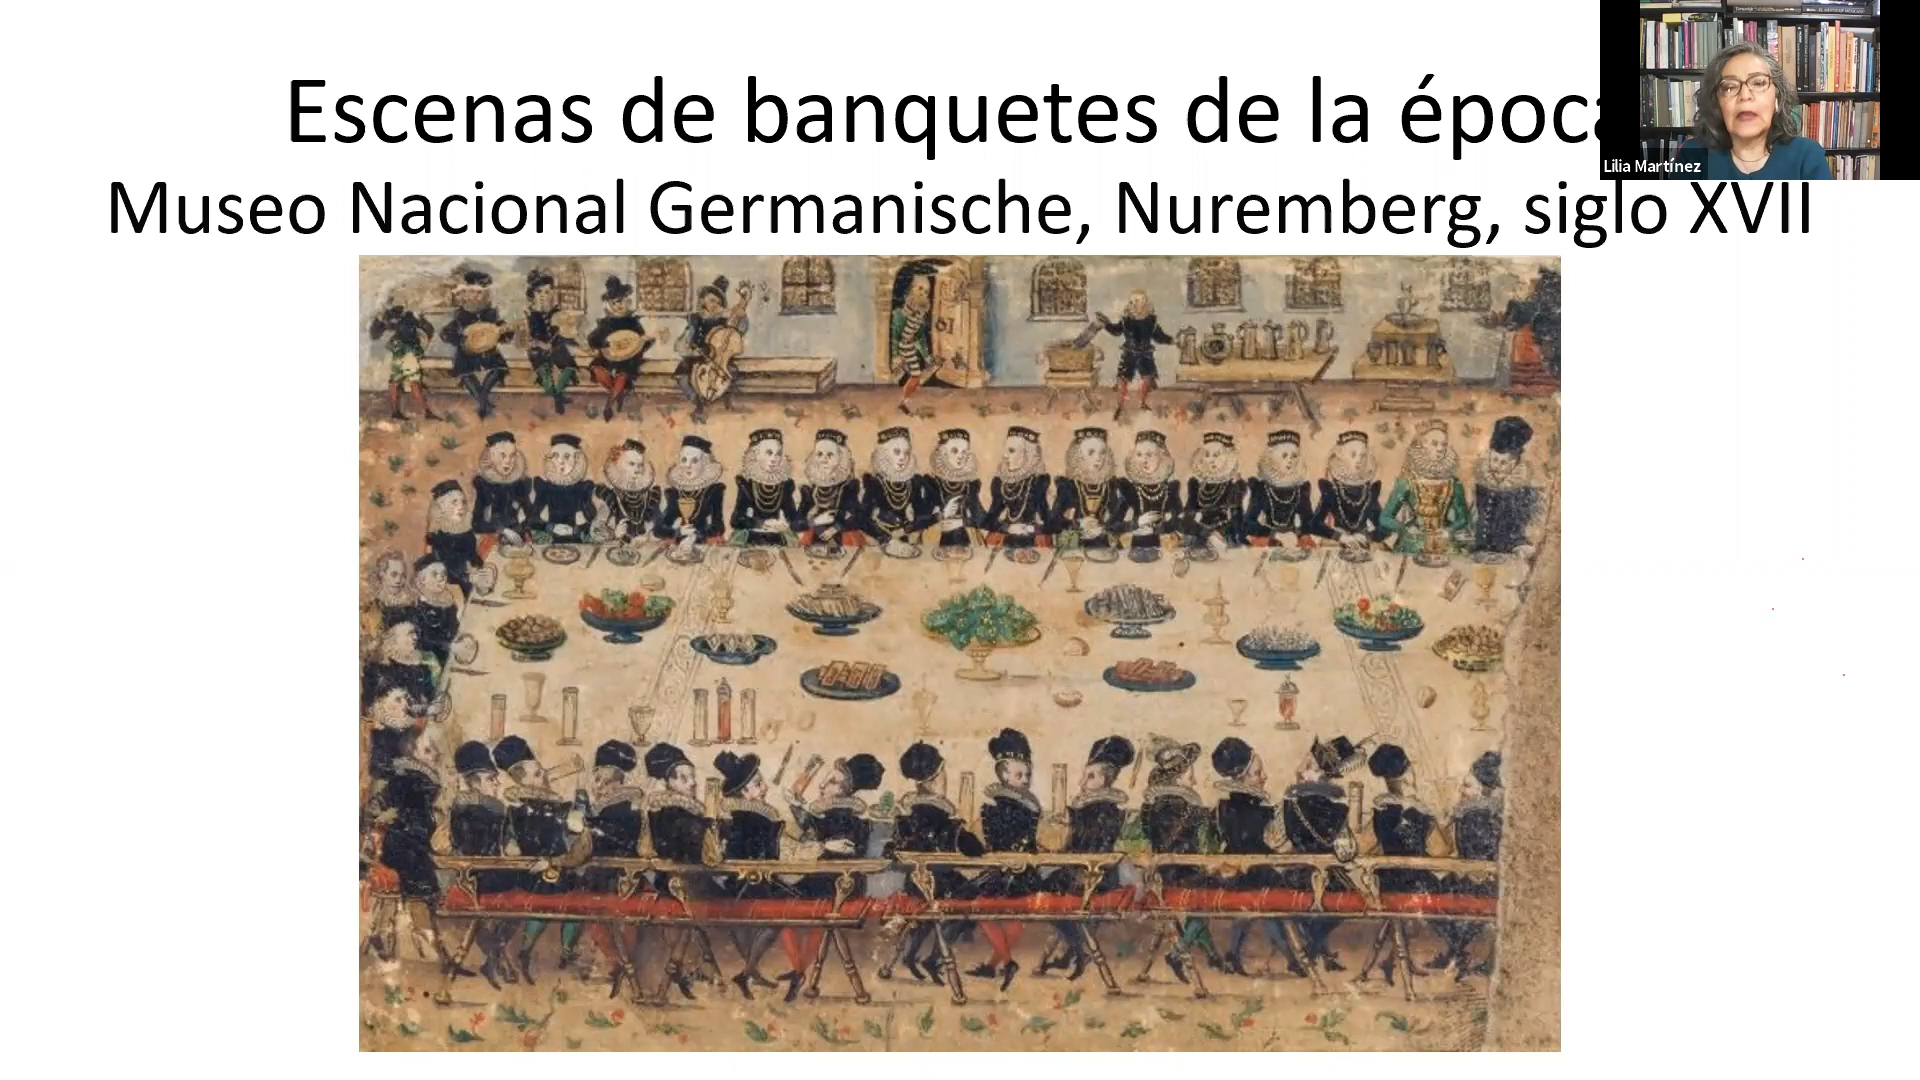 Escenas de banquetes de la época
Museo Nacional Germanische, Nuremberg, siglo XVII
Lilia Martínez